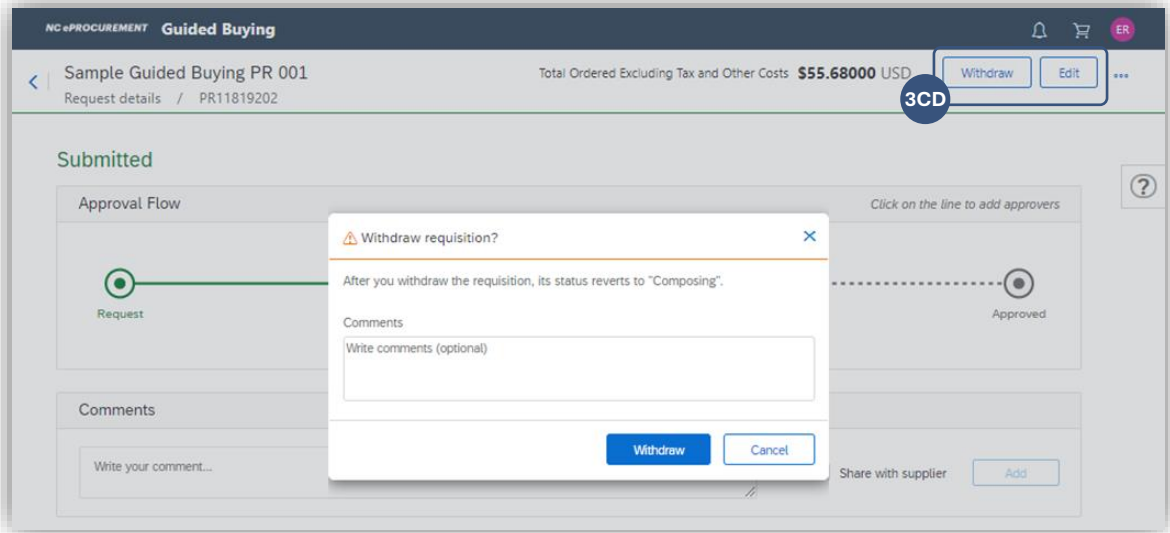 NC ePROCUREMENT Guided Buying
ER
Sample Guided Buying PR 001
Total Ordered Excluding Tax and Other Costs $55.68000 USD
Withdraw
Edit
Request details / PR11819202
3CD
Submitted
Approval Flow
Click on the line to add approvers
?
Withdraw requisition?
After you withdraw the requisition, its status reverts to "Composing".
Request
Approved
Comments
Write comments (optional)
Comments
Withdraw
Cancel
Write your comment...
Share with supplier
Add